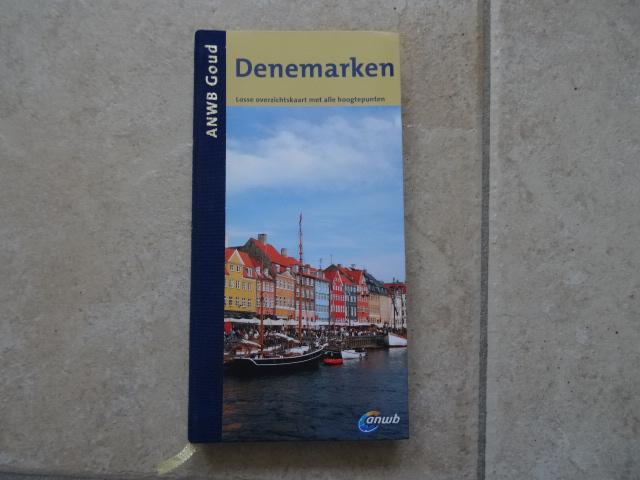 ANWB Goud
Denemarken
Losse overzichtskaart met alle hoogtepunten
anwb